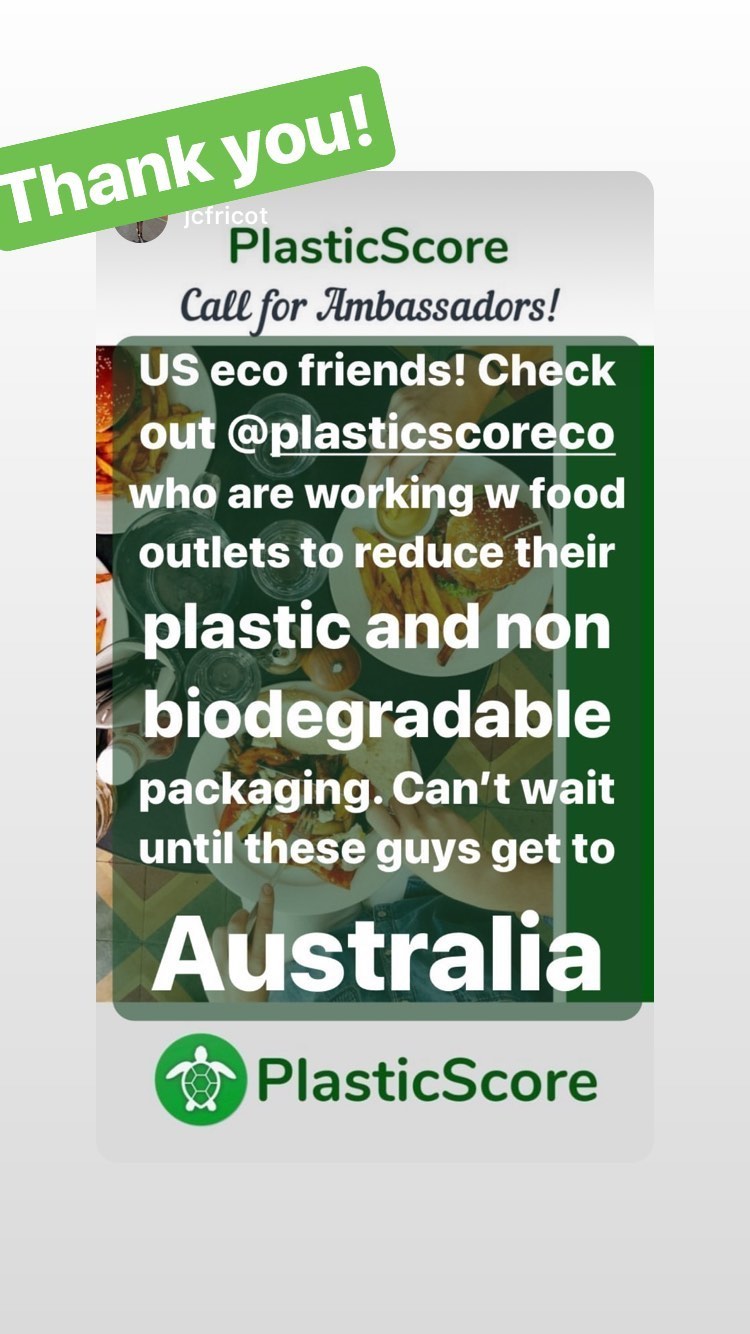 Thank you!
jcfricot
PlasticScore
Call for Ambassadors!
US eco friends! Check
out @plasticscoreco
who are working w food
outlets to reduce their
plastic and non
biodegradable
packaging. Can’t wait
until these guys get to
Australia
PlasticScore